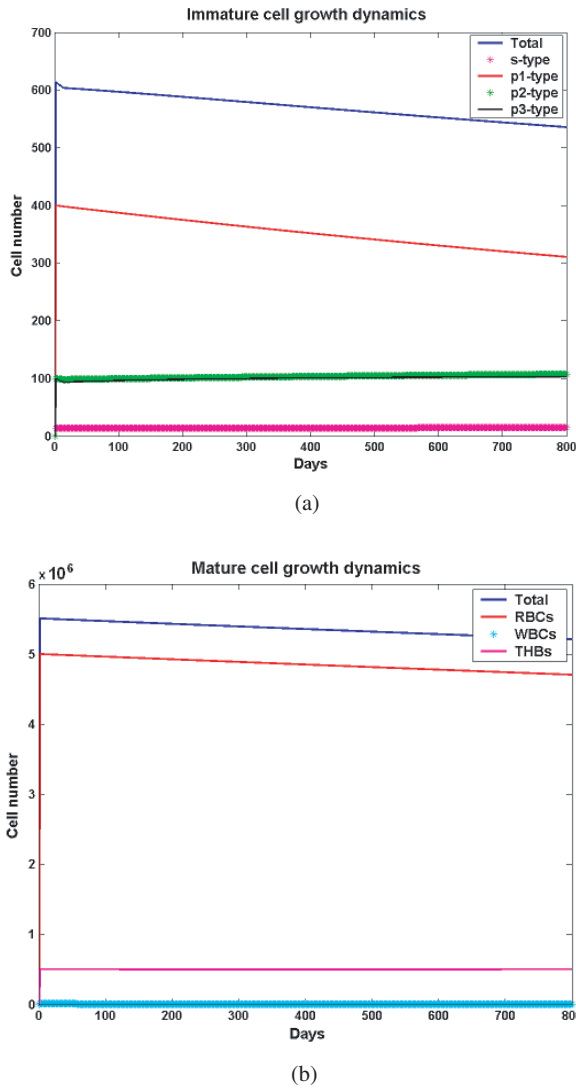 Immature cell growth dynamics
700
600
500
400
300
200
100
0
Cell number
Total
s-type
p1-type
p2-type
p3-type
0 100 200 300 400 500 600 700 800
Days
(a)
Mature cell growth dynamics
× 10⁶
6
5
4
3
2
1
0
Cell number
Total
RBCs
WBCs
THBs
0 100 200 300 400 500 600 700 800
Days
(b)